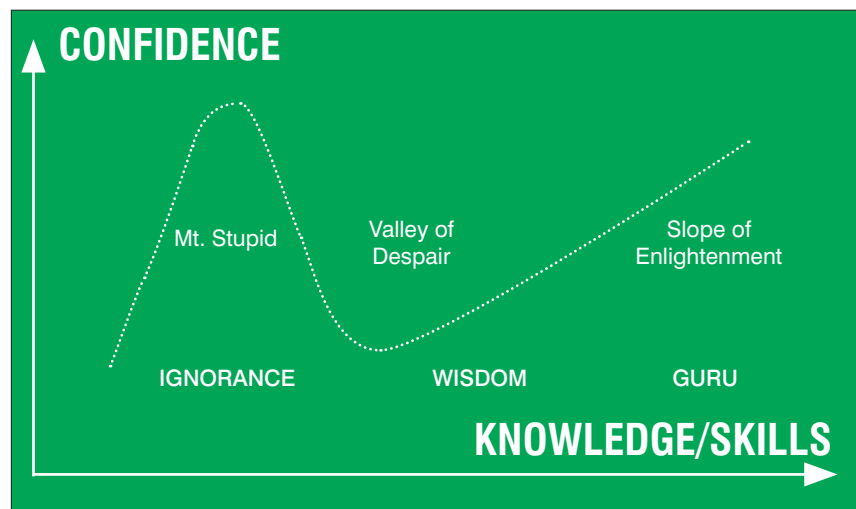 CONFIDENCE
Mt. Stupid
Valley of
Despair
Slope of
Enlightenment
IGNORANCE
WISDOM
GURU
KNOWLEDGE/SKILLS